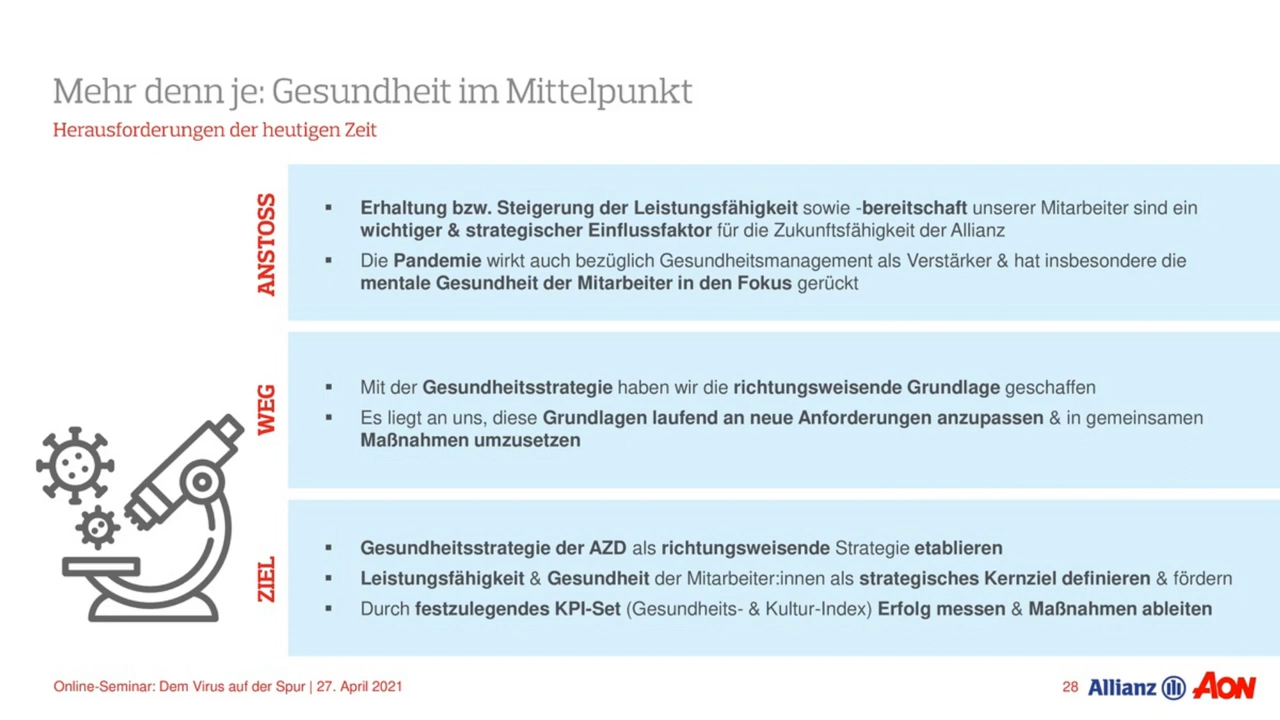 Mehr denn je: Gesundheit im Mittelpunkt
Herausforderungen der heutigen Zeit
ANSTOSS
▪ Erhaltung bzw. Steigerung der Leistungsfähigkeit sowie -bereitschaft unserer Mitarbeiter sind ein
wichtiger & strategischer Einflussfaktor für die Zukunftsfähigkeit der Allianz
▪ Die Pandemie wirkt auch bezüglich Gesundheitsmanagement als Verstärker & hat insbesondere die
mentale Gesundheit der Mitarbeiter in den Fokus gerückt
WEG
▪ Mit der Gesundheitsstrategie haben wir die richtungsweisende Grundlage geschaffen
▪ Es liegt an uns, diese Grundlagen laufend an neue Anforderungen anzupassen & in gemeinsamen
Maßnahmen umzusetzen
ZIEL
▪ Gesundheitsstrategie der AZD als richtungsweisende Strategie etablieren
▪ Leistungsfähigkeit & Gesundheit der Mitarbeiter:innen als strategisches Kernziel definieren & fördern
▪ Durch festzulegendes KPI-Set (Gesundheits- & Kultur-Index) Erfolg messen & Maßnahmen ableiten
Online-Seminar: Dem Virus auf der Spur | 27. April 2021
28 Allianz AON